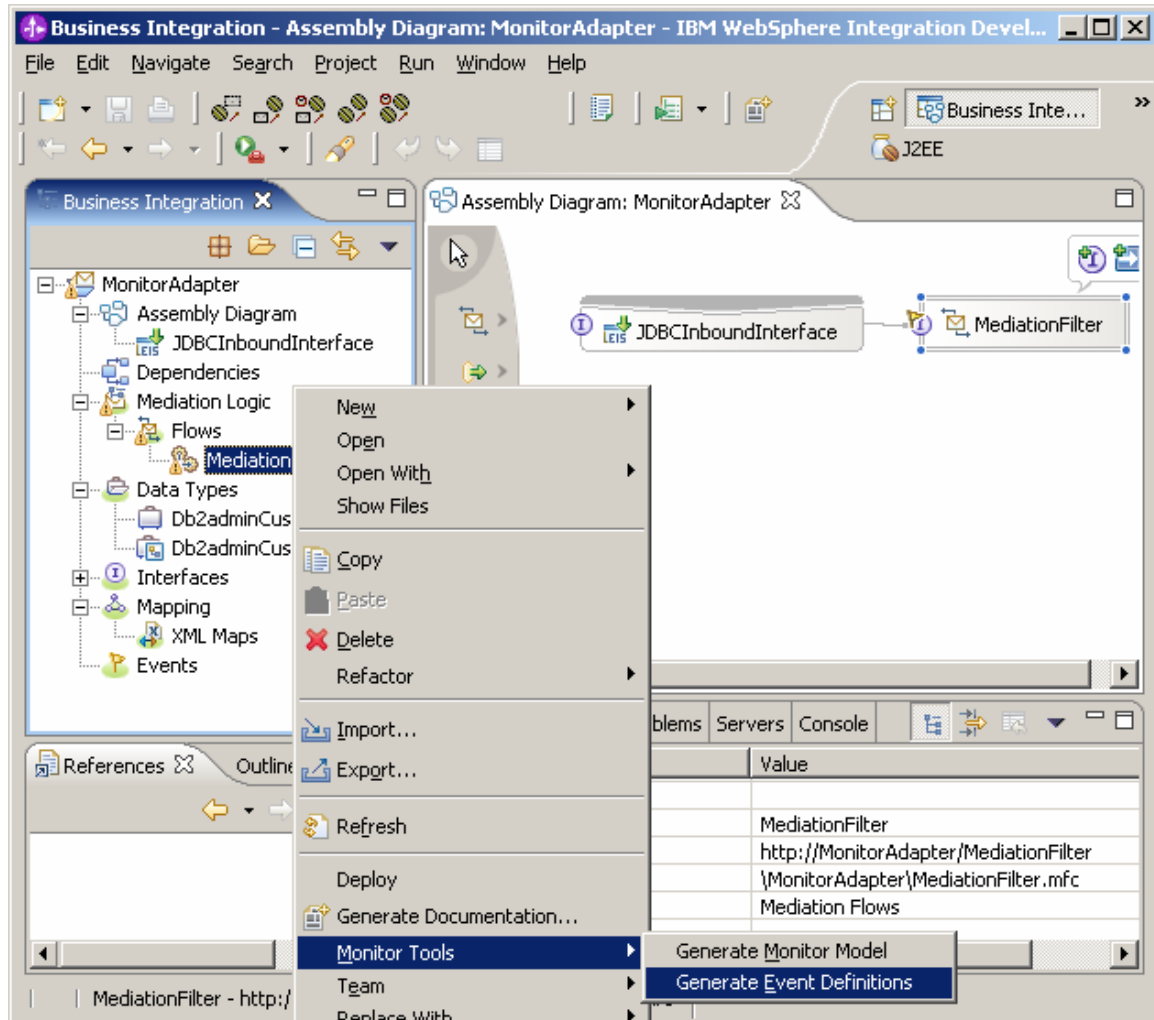 Business Integration - Assembly Diagram: MonitorAdapter - IBM WebSphere Integration Devel...
File Edit Navigate Search Project Run Window Help
Business Inte...
»
J2EE
Business Integration
Assembly Diagram: MonitorAdapter
MonitorAdapter
Assembly Diagram
JDBCInboundInterface
Dependencies
Mediation Logic
Flows
Mediation
Data Types
Db2adminCus
Db2adminCus
Interfaces
Mapping
XML Maps
Events
EIS JDBCInboundInterface
MediationFilter
New
Open
Open With
Show Files
Copy
Paste
Delete
Refactor
Import...
Export...
Refresh
Deploy
Generate Documentation...
Monitor Tools
Team
Replace With
Generate Monitor Model
Generate Event Definitions
References Outline
blems Servers Console
Value
MediationFilter
http://MonitorAdapter/MediationFilter
\MonitorAdapter\MediationFilter.mfc
Mediation Flows
MediationFilter - http:/